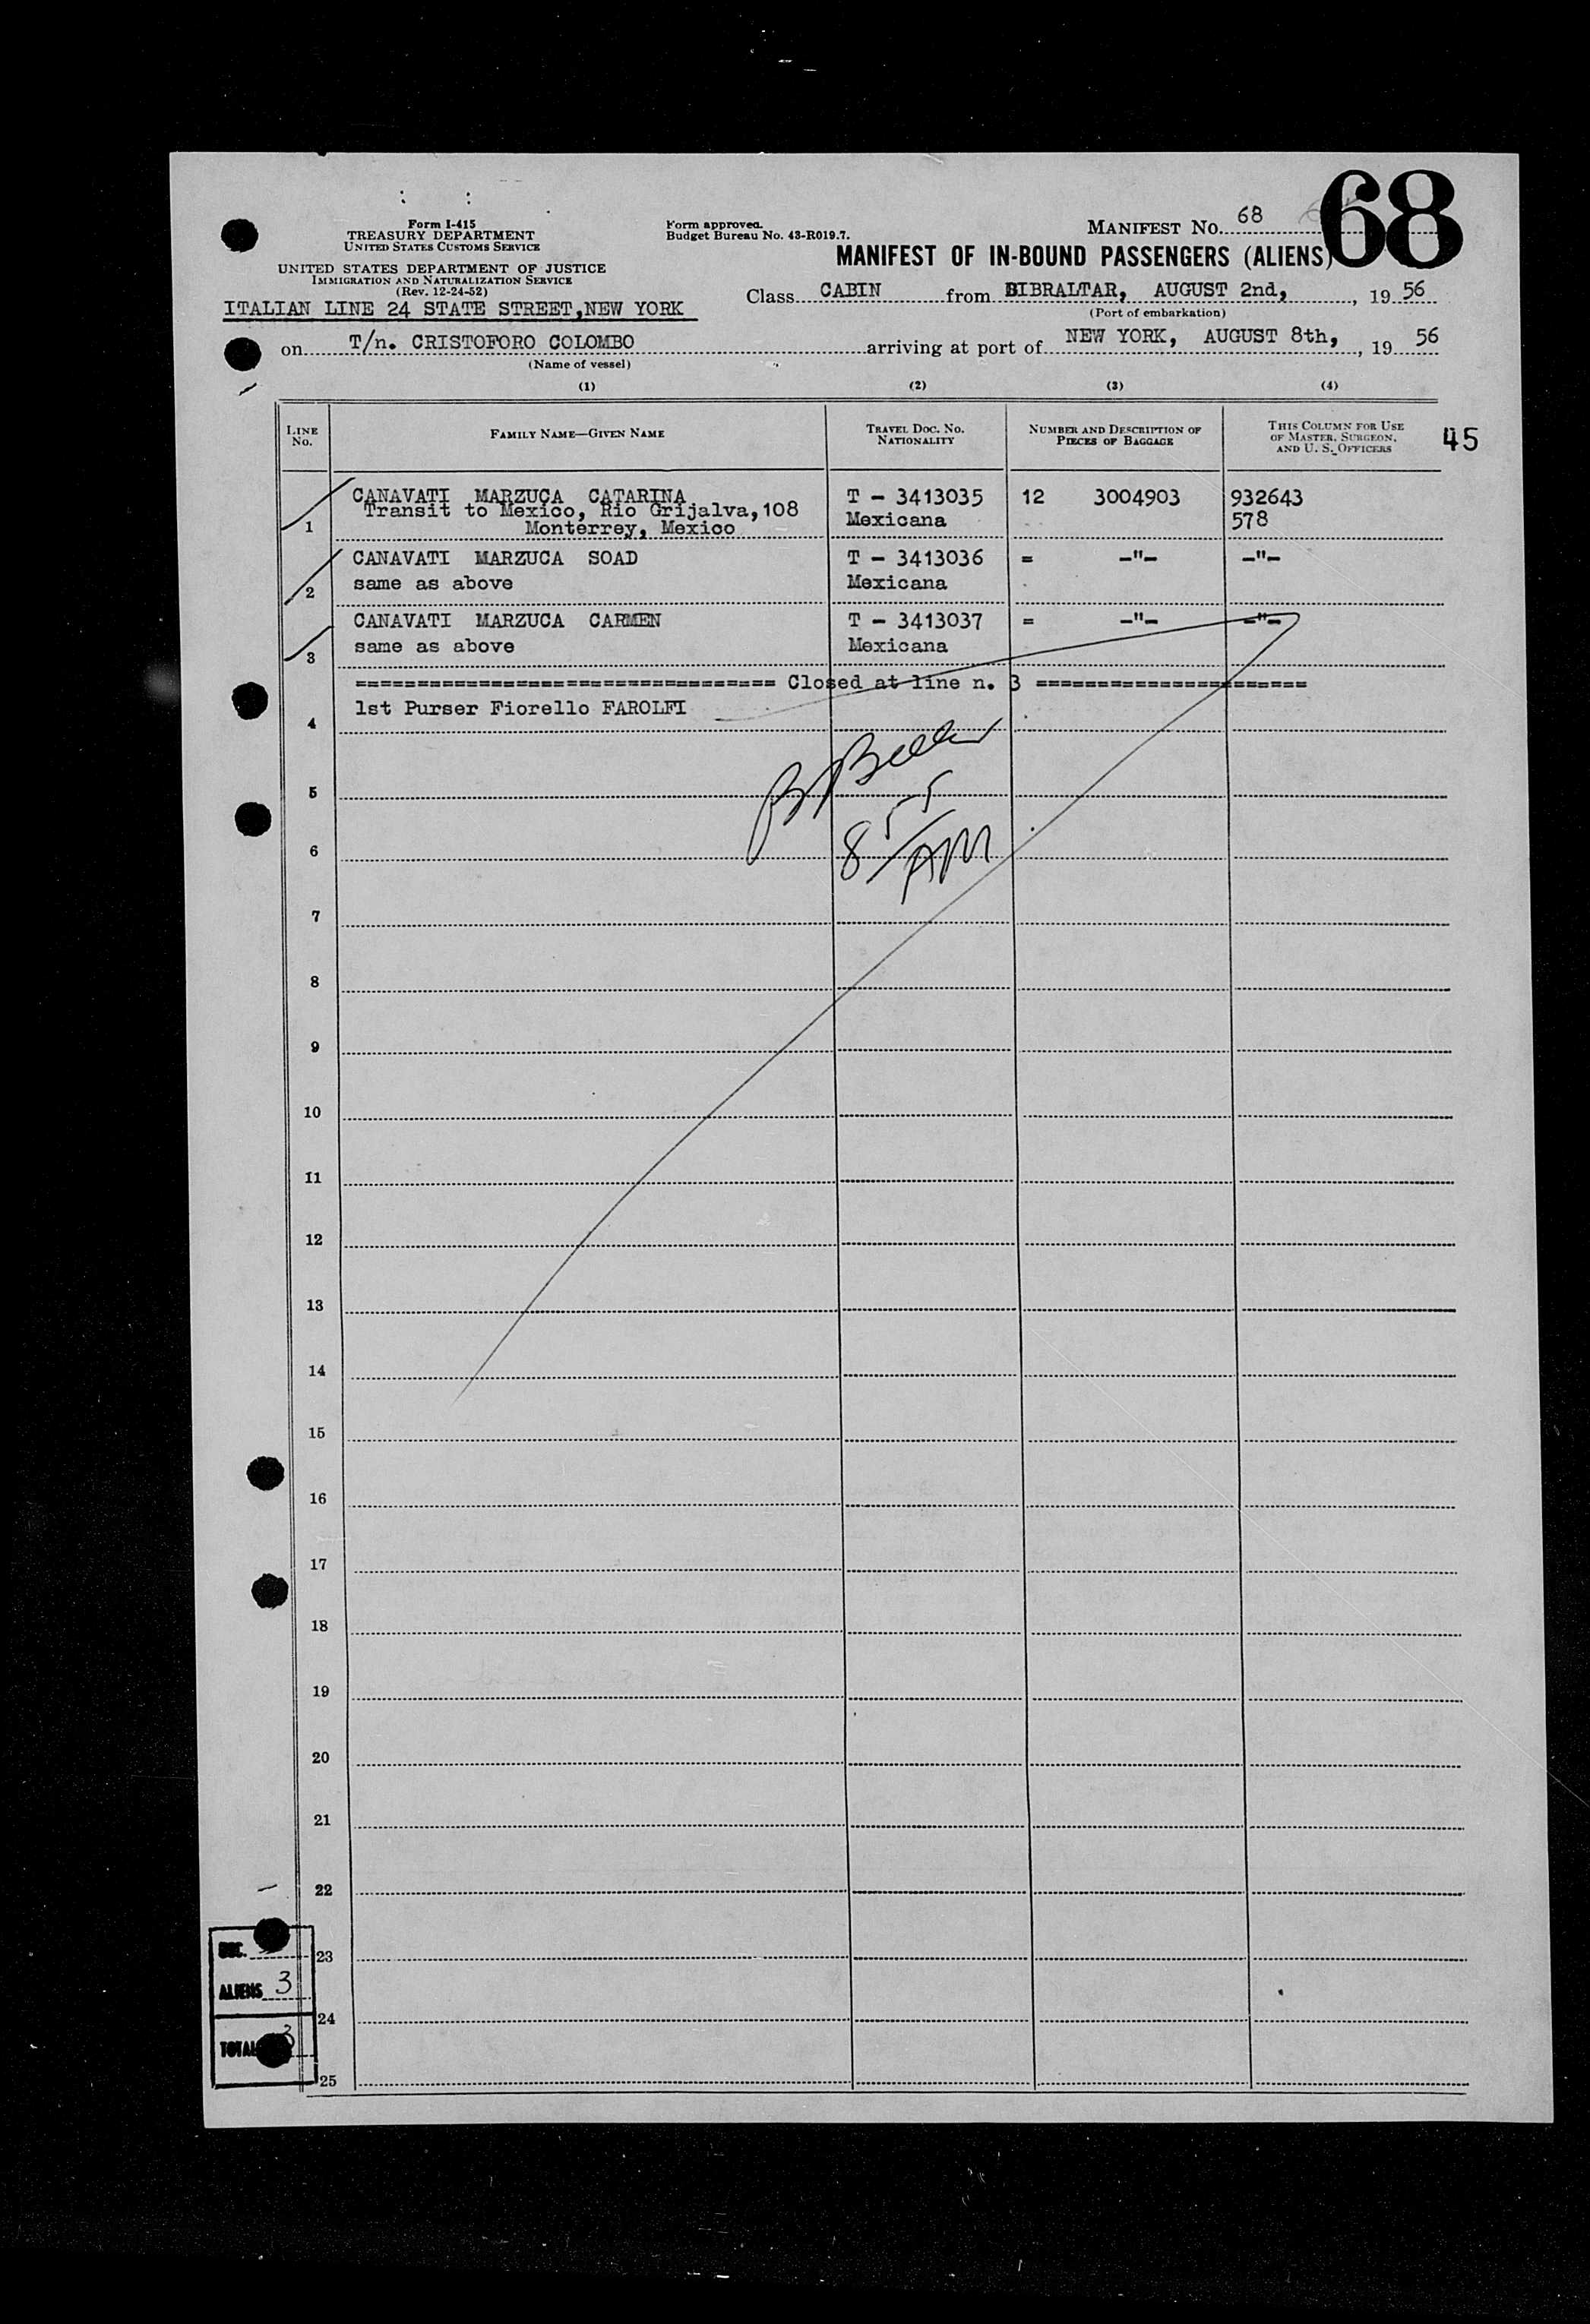 Form I-415
TREASURY DEPARTMENT
UNITED STATES CUSTOMS SERVICE
UNITED STATES DEPARTMENT OF JUSTICE
IMMIGRATION AND NATURALIZATION SERVICE
(Rev. 12-24-52)
ITALIAN LINE 24 STATE STREET,NEW YORK
Form approved.
Budget Bureau No. 43-R019.7.
MANIFEST No. 68
68
MANIFEST OF IN-BOUND PASSENGERS (ALIENS)
Class CABIN from GIBRALTAR, AUGUST 2nd, , 19 56
(Port of embarkation)
on T/n. CRISTOFORO COLOMBO arriving at port of NEW YORK, AUGUST 8th, , 19 56
(Name of vessel)
(1) (2) (3) (4)
LINE No. FAMILY NAME—GIVEN NAME TRAVEL DOC. No. NATIONALITY NUMBER AND DESCRIPTION OF PIECES OF BAGGAGE THIS COLUMN FOR USE OF MASTER, SURGEON, AND U. S. OFFICERS
45
CANAVATI MARZUCA CATARINA T - 3413035 12 3004903 932643
Transit to Mexico, Rio Grijalva,108 Mexicana 578
1 Monterrey, Mexico
CANAVATI MARZUCA SOAD T - 3413036 = -"- -"-
2 same as above Mexicana
CANAVATI MARZUCA CARMEN T - 3413037 = -"- -"-
3 same as above Mexicana
================================== Closed at line n. 3 ======================
4 1st Purser Fiorello FAROLFI
5
8 55 AM
6
7
8
9
10
11
12
13
14
15
16
17
18
19
20
21
22
23
24
25
ALIENS 3
TOTAL 3